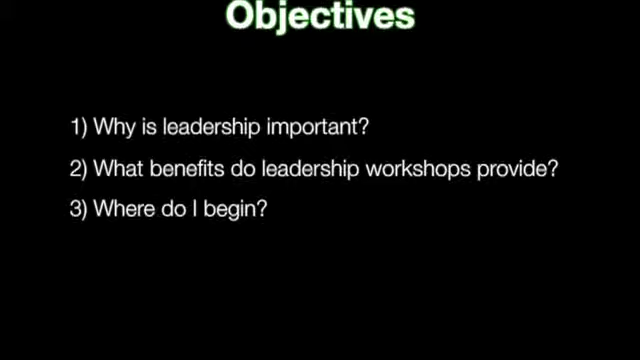 Objectives
1) Why is leadership important?
2) What benefits do leadership workshops provide?
3) Where do I begin?